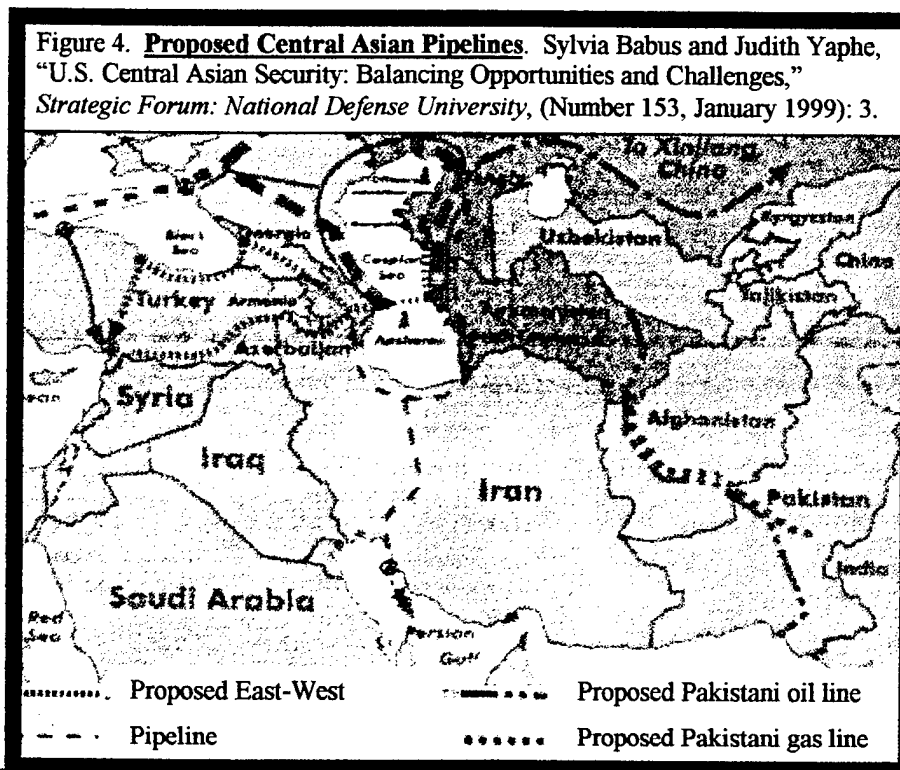 Figure 4. Proposed Central Asian Pipelines. Sylvia Babus and Judith Yaphe,
“U.S. Central Asian Security: Balancing Opportunities and Challenges,”
Strategic Forum: National Defense University, (Number 153, January 1999): 3.
To Xinjiang,
China
Kyrgyzstan
Black
Sea
Georgia
Uzbekistan
Caspian
Sea
China
Turkey
Armenia
Tajikistan
Azerbaijan
Syria
Afghanistan
Iraq
Iran
Pakistan
India
Saudi Arabia
Red
Sea
Persian
Gulf
Proposed East-West
Proposed Pakistani oil line
Pipeline
Proposed Pakistani gas line